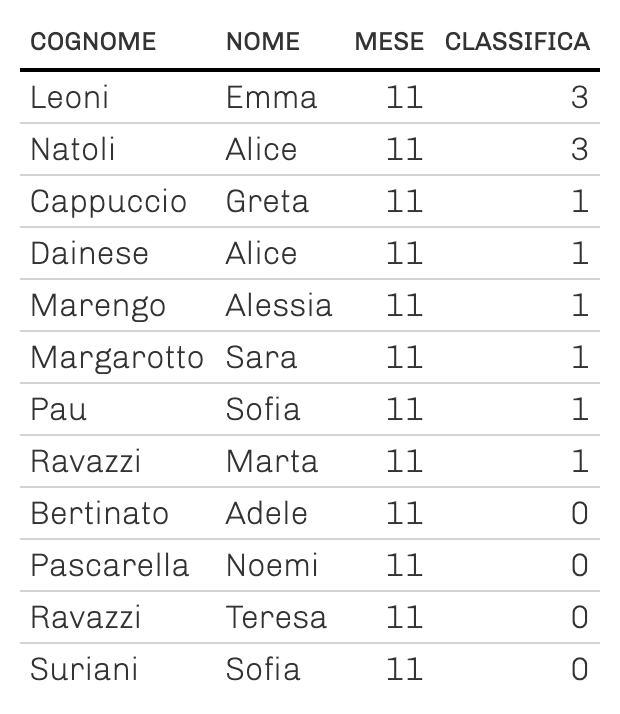 COGNOME NOME MESE CLASSIFICA
Leoni Emma 11 3
Natoli Alice 11 3
Cappuccio Greta 11 1
Dainese Alice 11 1
Marengo Alessia 11 1
Margarotto Sara 11 1
Pau Sofia 11 1
Ravazzi Marta 11 1
Bertinato Adele 11 0
Pascarella Noemi 11 0
Ravazzi Teresa 11 0
Suriani Sofia 11 0